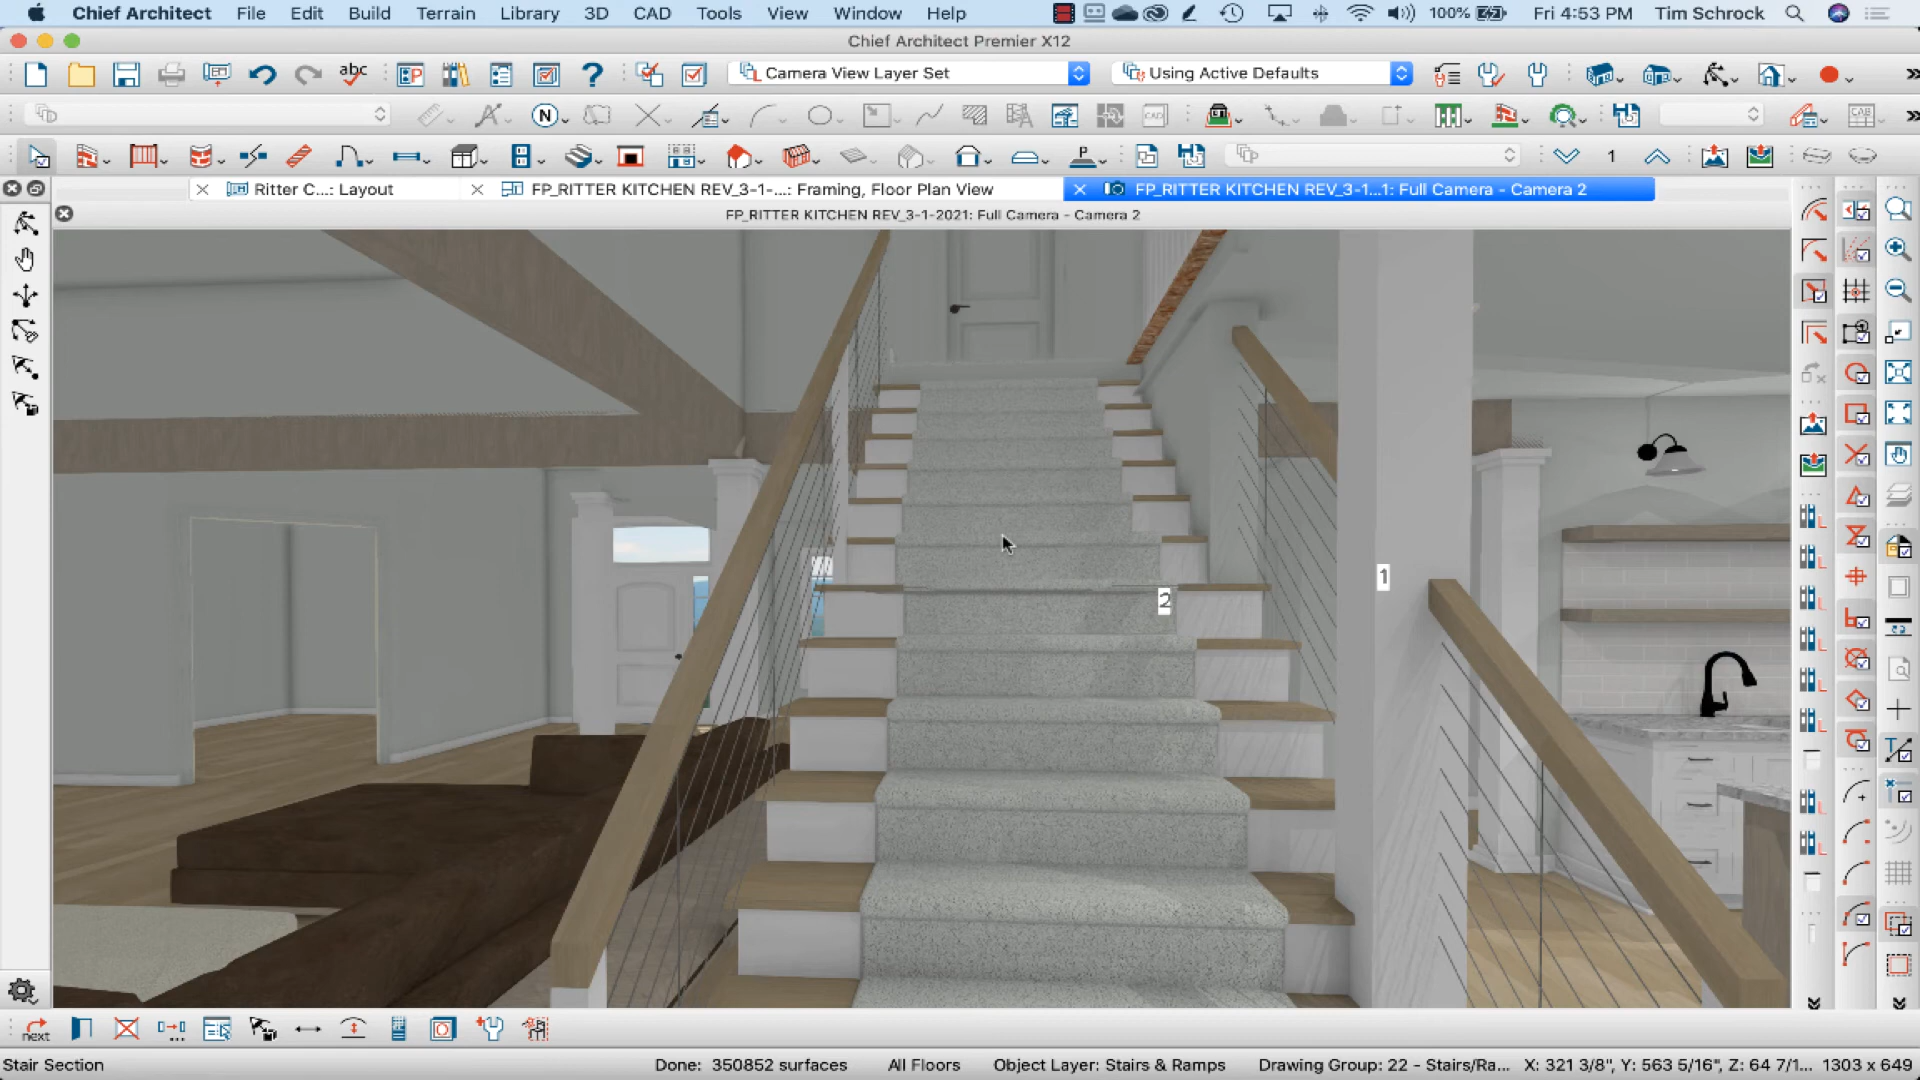 Chief Architect File Edit Build Terrain Library 3D CAD Tools View Window Help 100% Fri 4:53 PM Tim Schrock
Chief Architect Premier X12
abc P ? Camera View Layer Set Using Active Defaults »
N CAD »
P 1
Ritter C...: Layout FP_RITTER KITCHEN REV_3-1-...: Framing, Floor Plan View FP_RITTER KITCHEN REV_3-1...1: Full Camera - Camera 2
FP_RITTER KITCHEN REV_3-1-2021: Full Camera - Camera 2
1
2
next
Stair Section Done: 350852 surfaces All Floors Object Layer: Stairs & Ramps Drawing Group: 22 - Stairs/Ra... X: 321 3/8", Y: 563 5/16", Z: 64 7/1... 1303 x 649